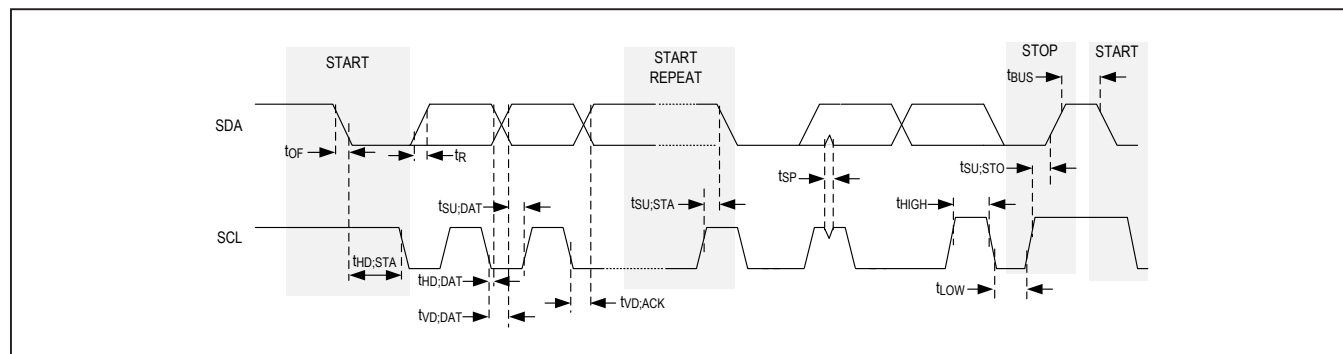 START
START
REPEAT
STOP
START
tBUS
SDA
tOF
tR
tSP
tSU;STO
tSU;DAT
tSU;STA
tHIGH
SCL
tHD;STA
tHD;DAT
tLOW
tVD;ACK
tVD;DAT